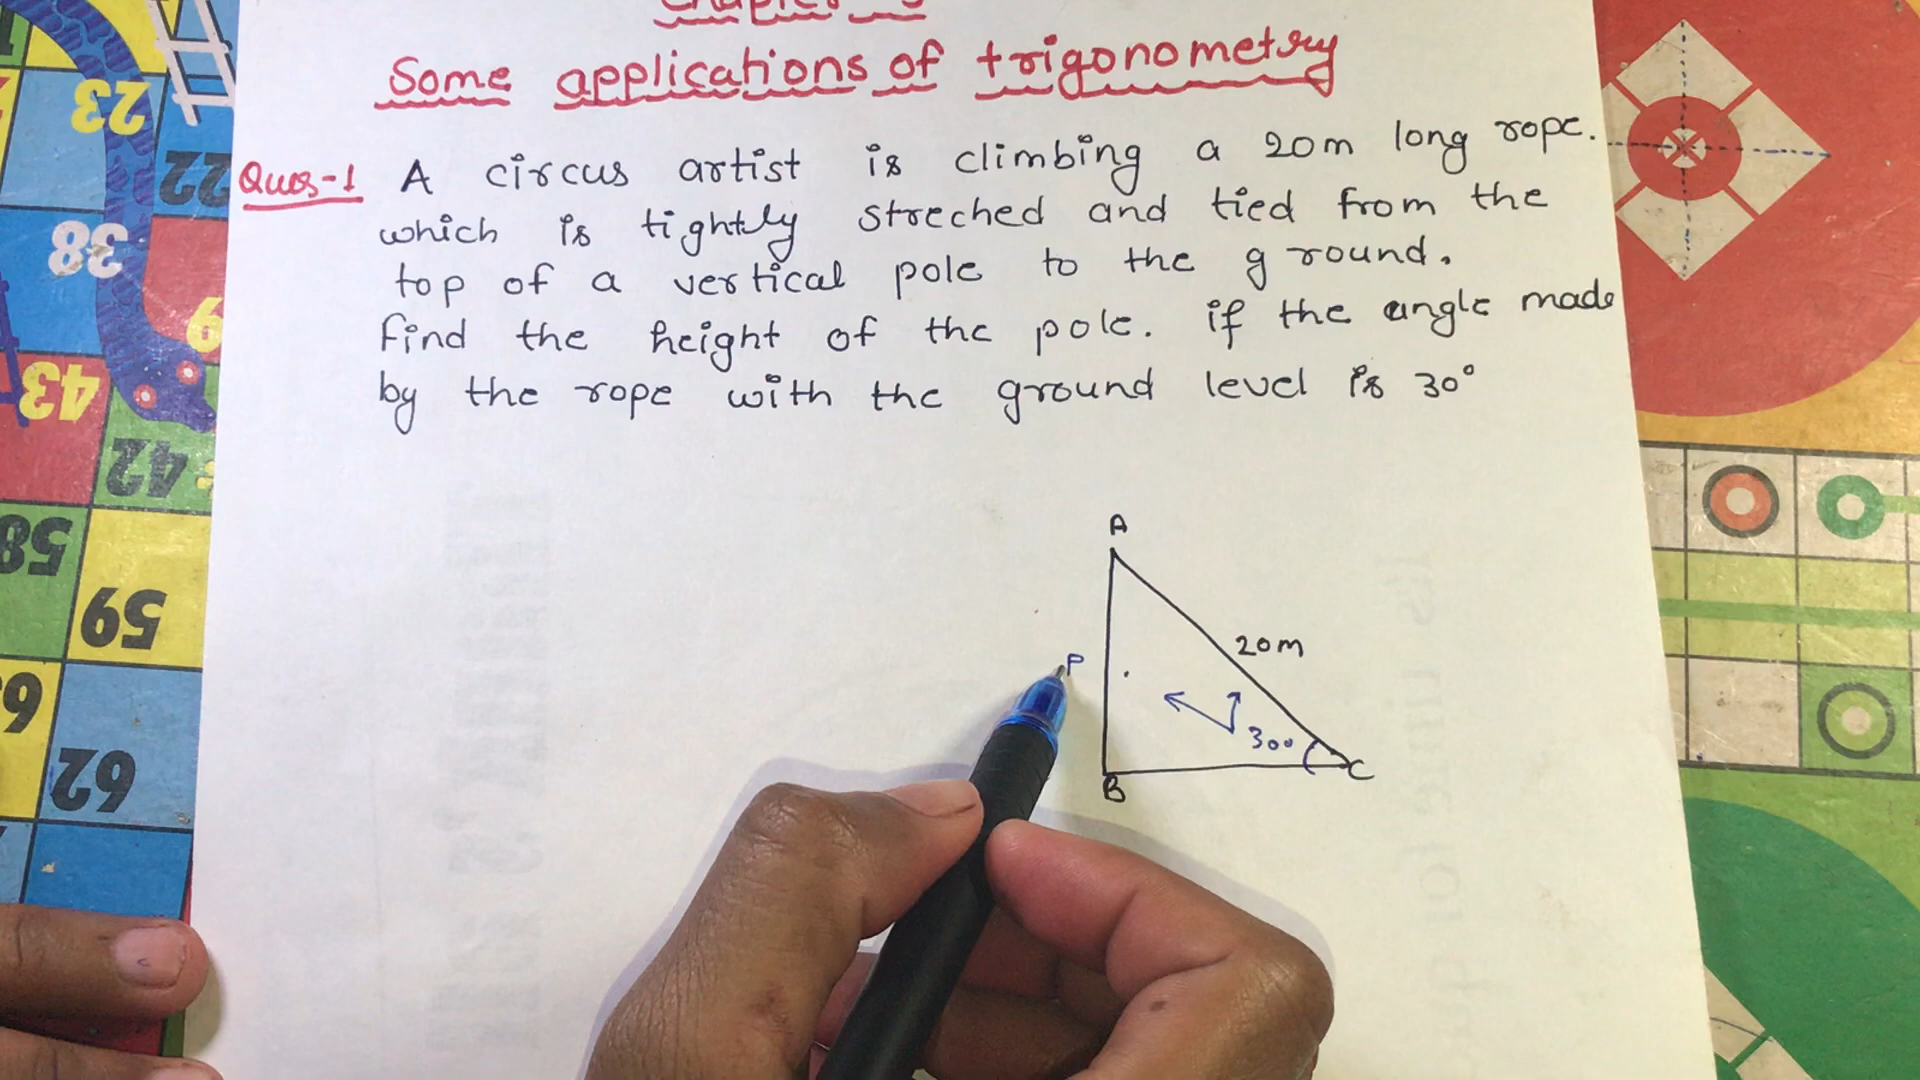 Chapter
Some applications of trigonometry
Ques-1 A circus artist is climbing a 20m long rope.
which is tightly streched and tied from the
top of a vertical pole to the ground.
find the height of the pole. if the angle made
by the rope with the ground level is 30°
A
20m
P
30°
B
C
23
22
38
9
43
42
58
59
62